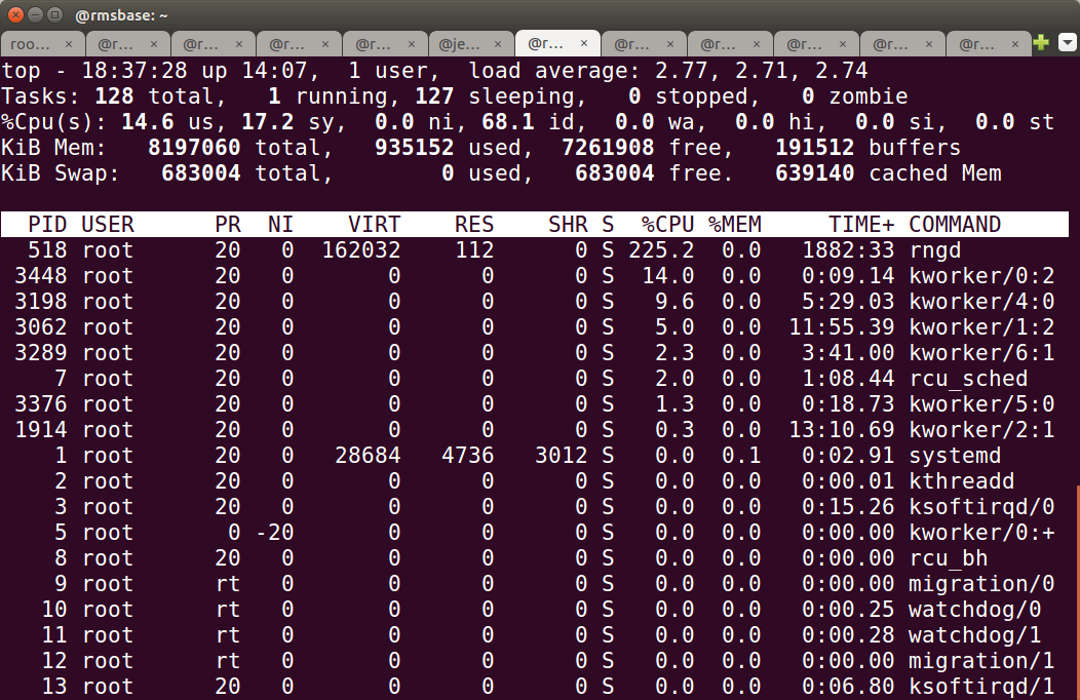 @rmsbase: ~
roo... × @r... × @r... × @r... × @r... × @je... × @r... × @r... × @r... × @r... × @r... × @r... ×
top - 18:37:28 up 14:07,  1 user,  load average: 2.77, 2.71, 2.74
Tasks: 128 total,   1 running, 127 sleeping,   0 stopped,   0 zombie
%Cpu(s): 14.6 us, 17.2 sy,  0.0 ni, 68.1 id,  0.0 wa,  0.0 hi,  0.0 si,  0.0 st
KiB Mem:   8197060 total,   935152 used,  7261908 free,   191512 buffers
KiB Swap:   683004 total,        0 used,   683004 free.   639140 cached Mem
PID USER      PR  NI    VIRT    RES    SHR S  %CPU %MEM     TIME+ COMMAND
518 root      20   0  162032    112      0 S 225.2  0.0   1882:33 rngd
3448 root      20   0       0      0      0 S  14.0  0.0   0:09.14 kworker/0:2
3198 root      20   0       0      0      0 S   9.6  0.0   5:29.03 kworker/4:0
3062 root      20   0       0      0      0 S   5.0  0.0  11:55.39 kworker/1:2
3289 root      20   0       0      0      0 S   2.3  0.0   3:41.00 kworker/6:1
7 root      20   0       0      0      0 S   2.0  0.0   1:08.44 rcu_sched
3376 root      20   0       0      0      0 S   1.3  0.0   0:18.73 kworker/5:0
1914 root      20   0       0      0      0 S   0.3  0.0  13:10.69 kworker/2:1
1 root      20   0   28684   4736   3012 S   0.0  0.1   0:02.91 systemd
2 root      20   0       0      0      0 S   0.0  0.0   0:00.01 kthreadd
3 root      20   0       0      0      0 S   0.0  0.0   0:15.26 ksoftirqd/0
5 root       0 -20       0      0      0 S   0.0  0.0   0:00.00 kworker/0:+
8 root      20   0       0      0      0 S   0.0  0.0   0:00.00 rcu_bh
9 root      rt   0       0      0      0 S   0.0  0.0   0:00.00 migration/0
10 root      rt   0       0      0      0 S   0.0  0.0   0:00.25 watchdog/0
11 root      rt   0       0      0      0 S   0.0  0.0   0:00.28 watchdog/1
12 root      rt   0       0      0      0 S   0.0  0.0   0:00.00 migration/1
13 root      20   0       0      0      0 S   0.0  0.0   0:06.80 ksoftirqd/1